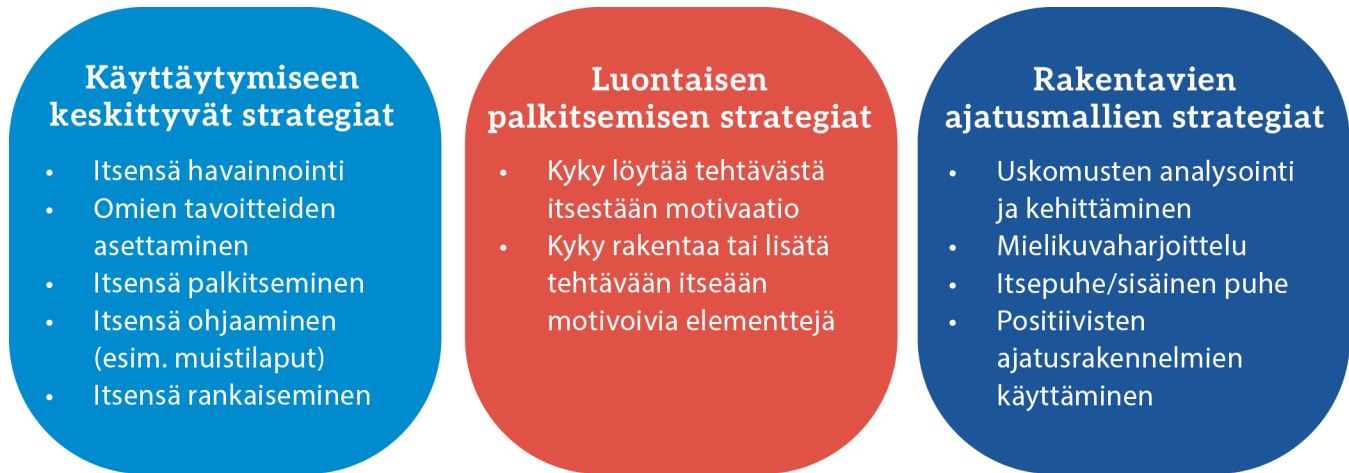 Käyttäytymiseen
keskittyvät strategiat
• Itsensä havainnointi
• Omien tavoitteiden
asettaminen
• Itsensä palkitseminen
• Itsensä ohjaaminen
(esim. muistilaput)
• Itsensä rankaiseminen
Luontaisen
palkitsemisen strategiat
• Kyky löytää tehtävästä
itsestään motivaatio
• Kyky rakentaa tai lisätä
tehtävään itseään
motivoivia elementtejä
Rakentavien
ajatusmallien strategiat
• Uskomusten analysointi
ja kehittäminen
• Mielikuvaharjoittelu
• Itsepuhe/sisäinen puhe
• Positiivisten
ajatusrakennelmien
käyttäminen